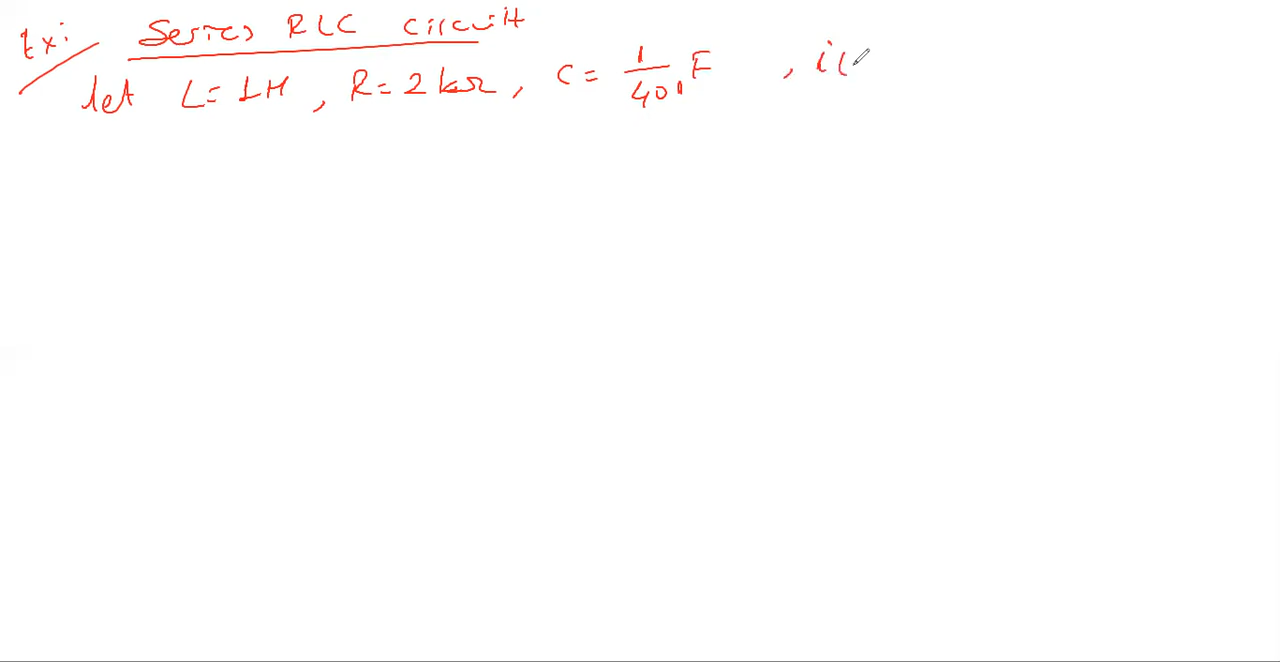 Ex: Series RLC circuit
let L = 1H, R = 2 kΩ, C = 1/401 F , i(